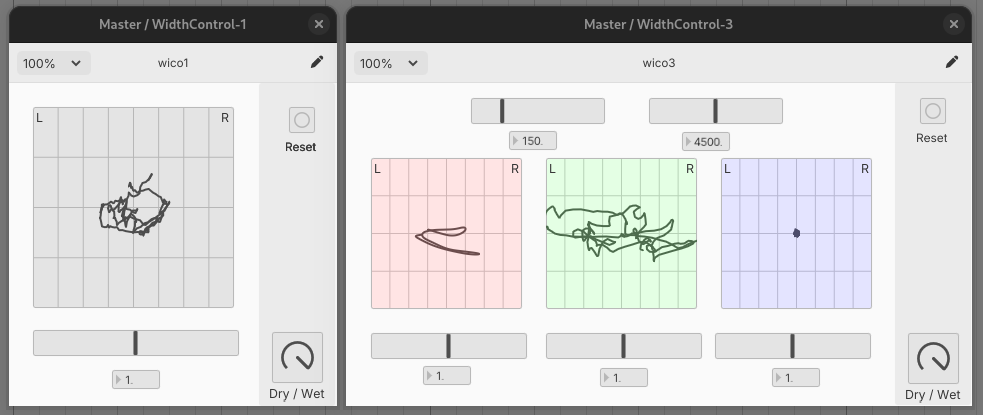 Master / WidthControl-1
100%
wico1
L R
Reset
1.
Dry / Wet
Master / WidthControl-3
100%
wico3
150.
4500.
L R
L R
L R
Reset
1.
1.
1.
Dry / Wet